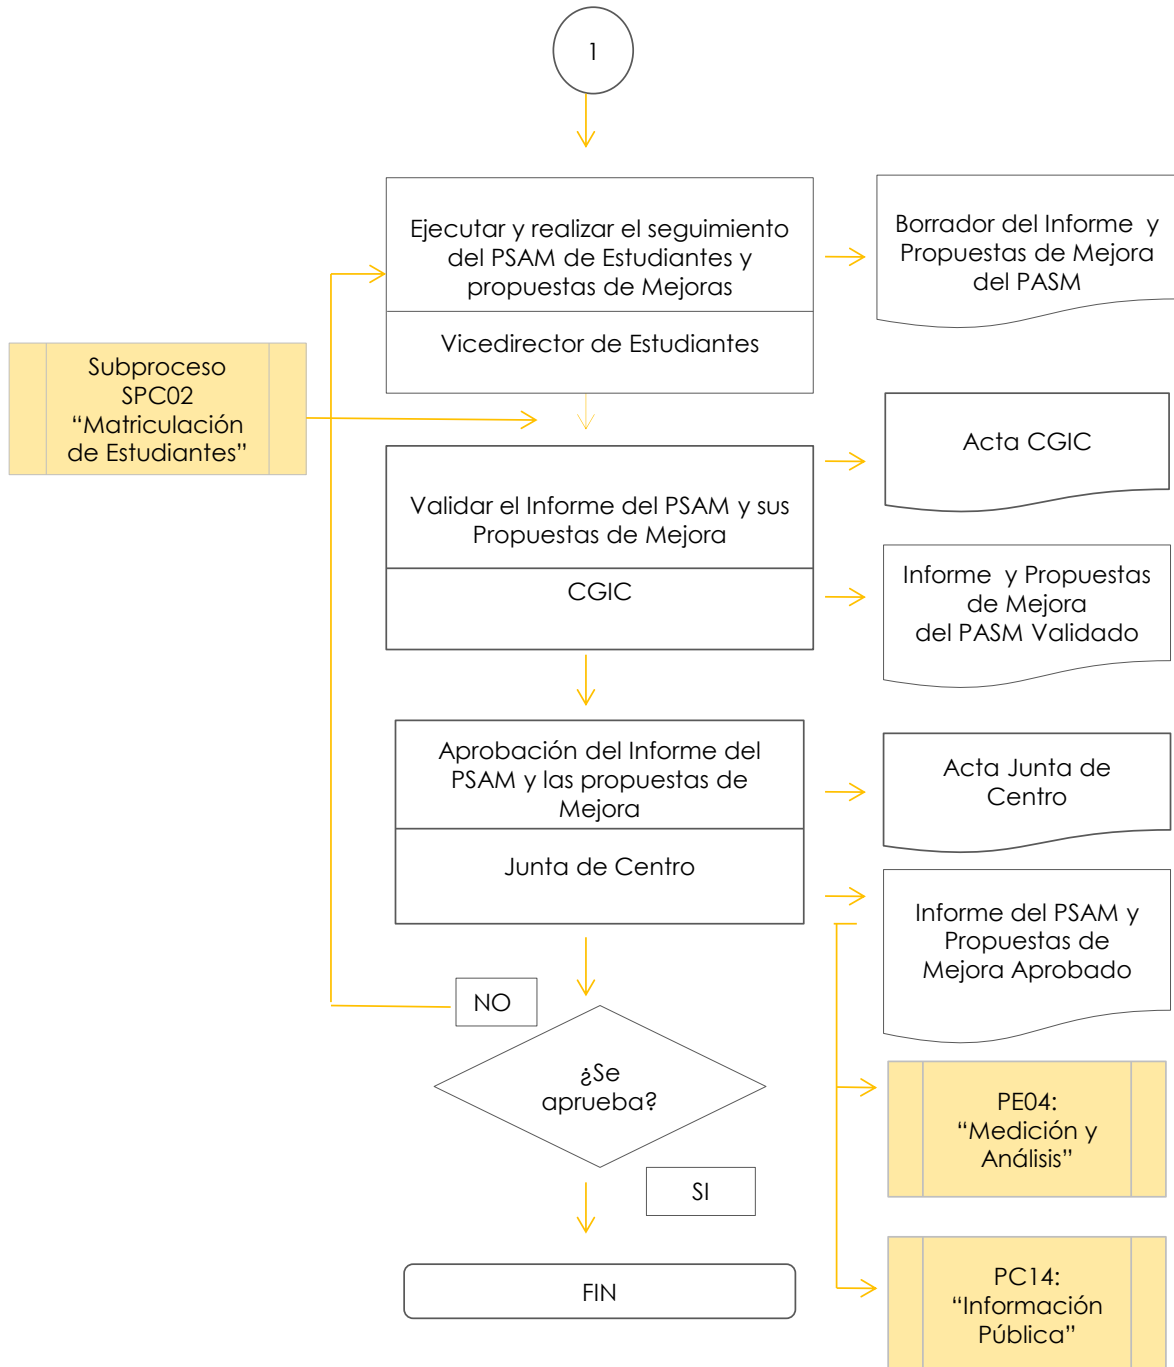 1
Ejecutar y realizar el seguimiento
del PSAM de Estudiantes y
propuestas de Mejoras
Vicedirector de Estudiantes
Borrador del Informe y
Propuestas de Mejora
del PASM
Subproceso
SPC02
“Matriculación
de Estudiantes”
Acta CGIC
Validar el Informe del PSAM y sus
Propuestas de Mejora
CGIC
Informe y Propuestas
de Mejora
del PASM Validado
Aprobación del Informe del
PSAM y las propuestas de
Mejora
Junta de Centro
Acta Junta de
Centro
Informe del PSAM y
Propuestas de
Mejora Aprobado
NO
¿Se
aprueba?
PE04:
“Medición y
Análisis”
SI
FIN
PC14:
“Información
Pública”